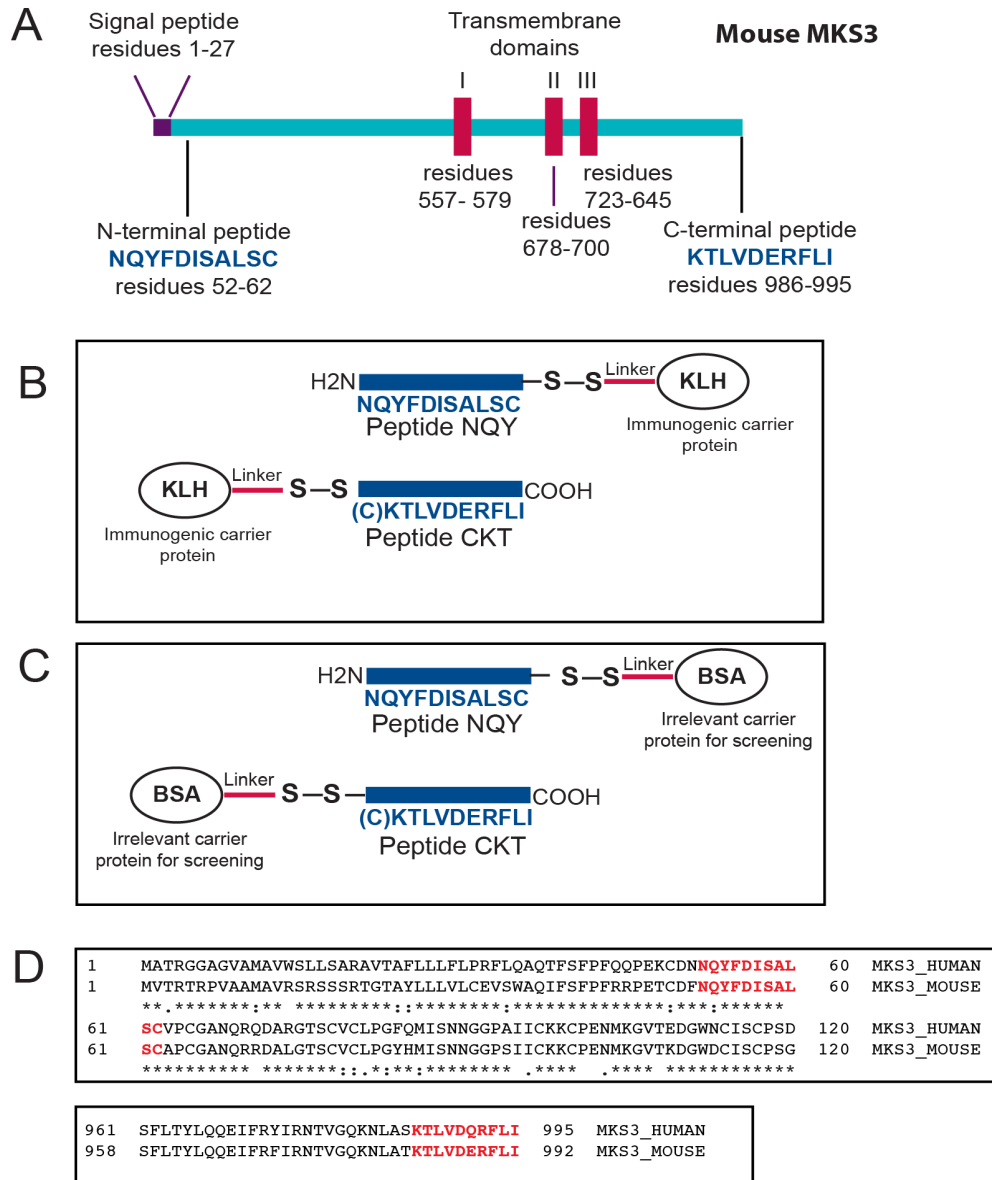 A
Signal peptide
residues 1-27
Transmembrane
domains
Mouse MKS3
I II III
residues
557- 579
residues
678-700
residues
723-645
N-terminal peptide
NQYFDISALSC
residues 52-62
C-terminal peptide
KTLVDERFLI
residues 986-995
B
H2N
S–S
Linker
KLH
NQYFDISALSC
Peptide NQY
Immunogenic carrier
protein
KLH
Linker
S–S
COOH
(C)KTLVDERFLI
Peptide CKT
Immunogenic carrier
protein
C
H2N
S–S
Linker
BSA
NQYFDISALSC
Peptide NQY
Irrelevant carrier
protein for screening
BSA
Linker
S–S
COOH
(C)KTLVDERFLI
Peptide CKT
Irrelevant carrier
protein for screening
D
1 MATRGGAGVAMAVWSLLSARAVTAFLLLFLPRFLQAQTFSFPFQQPEKCDNNQYFDISAL 60 MKS3_HUMAN
1 MVTRTRPVAAMAVRSRSSSRTGTAYLLLVLCEVSWAQIFSFPFRRPETCDFNQYFDISAL 60 MKS3_MOUSE
**.*******:** ************::********:****************:*******
61 SCVPCGANQRQDARGTSCVCLPGFQMISNNGGPAIICKKCPENMKGVTEDGWNCISCPSD 120 MKS3_HUMAN
61 SCAPCGANQRRDALGTSCVCLPGYHMISNNGGPSIICKKCPENMKGVTKDGWDCISCPSG 120 MKS3_MOUSE
********** *******::.**:******** .**** .**** *************
961 SFLTYLQQEIFRYIRNTVGQKNLASKTLVDQRFLI 995 MKS3_HUMAN
958 SFLTYLQQEIFRFIRNTVGQKNLATKTLVDERFLI 992 MKS3_MOUSE